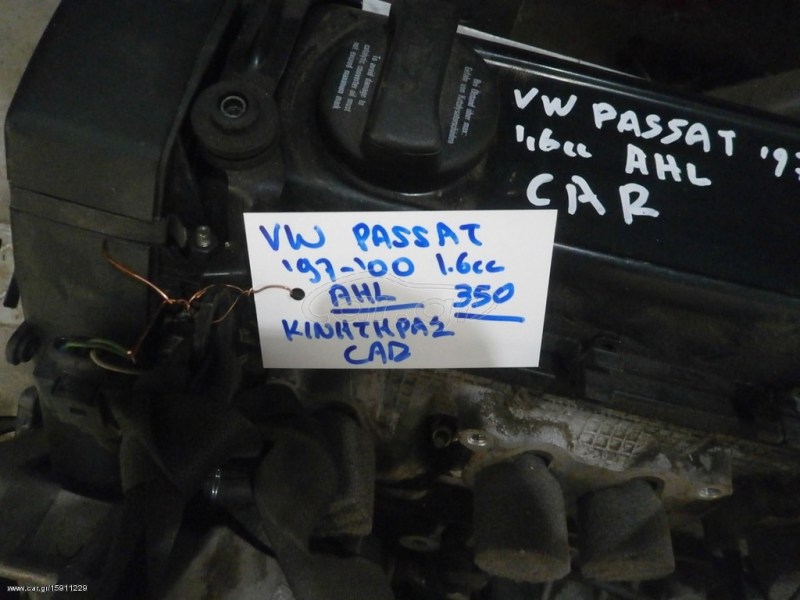 VW PASSAT '97
1,6cc AHL
CAR
VW PASSAT
'97-'00 1.6cc
AHL 350
ΚΙΝΗΤΗΡΑΣ
CAR
www.car.gr/15911229